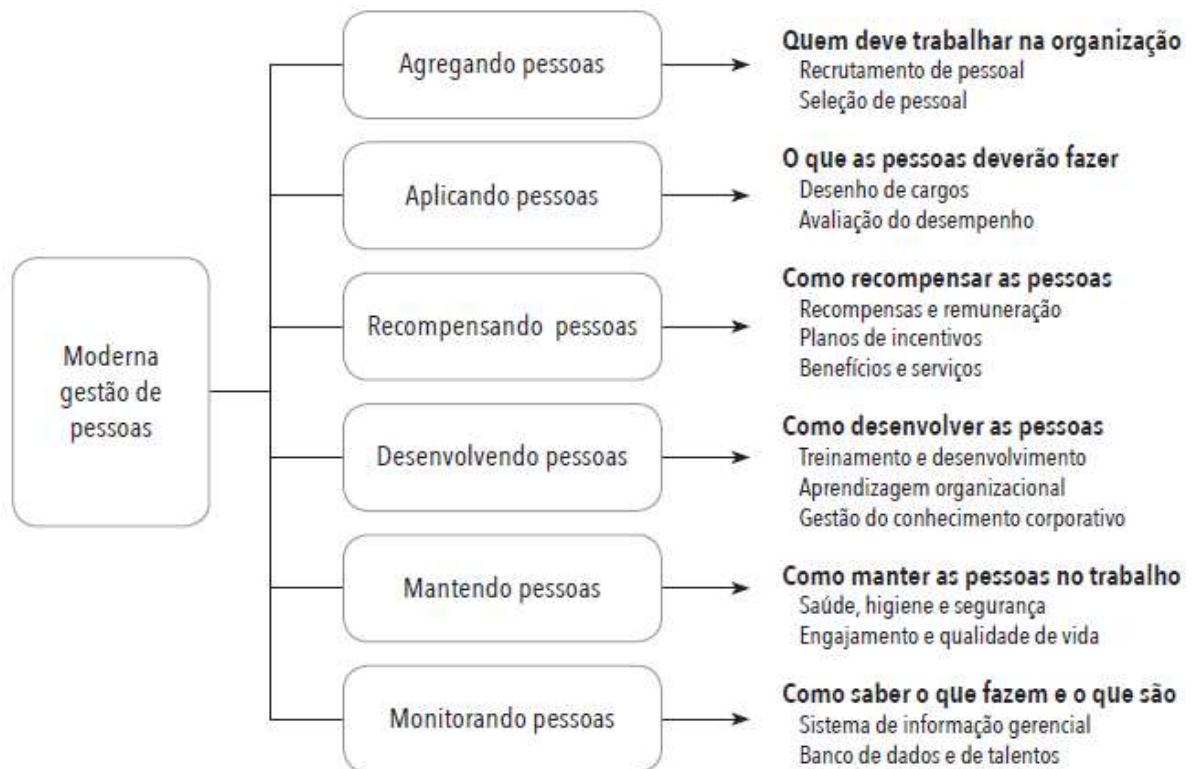 Moderna
gestão de
pessoas
Agregando pessoas
Quem deve trabalhar na organização
Recrutamento de pessoal
Seleção de pessoal
Aplicando pessoas
O que as pessoas deverão fazer
Desenho de cargos
Avaliação do desempenho
Recompensando pessoas
Como recompensar as pessoas
Recompensas e remuneração
Planos de incentivos
Benefícios e serviços
Desenvolvendo pessoas
Como desenvolver as pessoas
Treinamento e desenvolvimento
Aprendizagem organizacional
Gestão do conhecimento corporativo
Mantendo pessoas
Como manter as pessoas no trabalho
Saúde, higiene e segurança
Engajamento e qualidade de vida
Monitorando pessoas
Como saber o que fazem e o que são
Sistema de informação gerencial
Banco de dados e de talentos